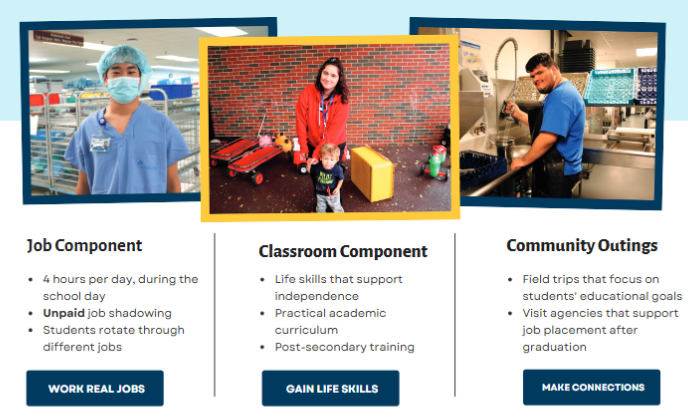 Job Component
• 4 hours per day, during the
school day
• Unpaid job shadowing
• Students rotate through
different jobs
WORK REAL JOBS
Classroom Component
• Life skills that support
independence
• Practical academic
curriculum
• Post-secondary training
GAIN LIFE SKILLS
Community Outings
• Field trips that focus on
students' educational goals
• Visit agencies that support
job placement after
graduation
MAKE CONNECTIONS